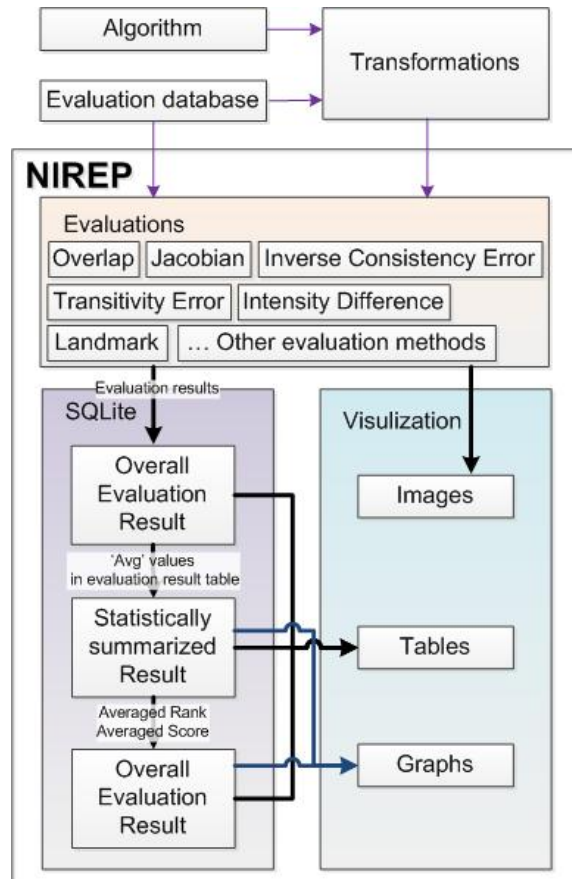 Algorithm
Transformations
Evaluation database
NIREP
Evaluations
Overlap
Jacobian
Inverse Consistency Error
Transitivity Error
Intensity Difference
Landmark
... Other evaluation methods
Evaluation results
SQLite
Overall
Evaluation
Result
'Avg' values
in evaluation result table
Statistically
summarized
Result
Averaged Rank
Averaged Score
Overall
Evaluation
Result
Visulization
Images
Tables
Graphs